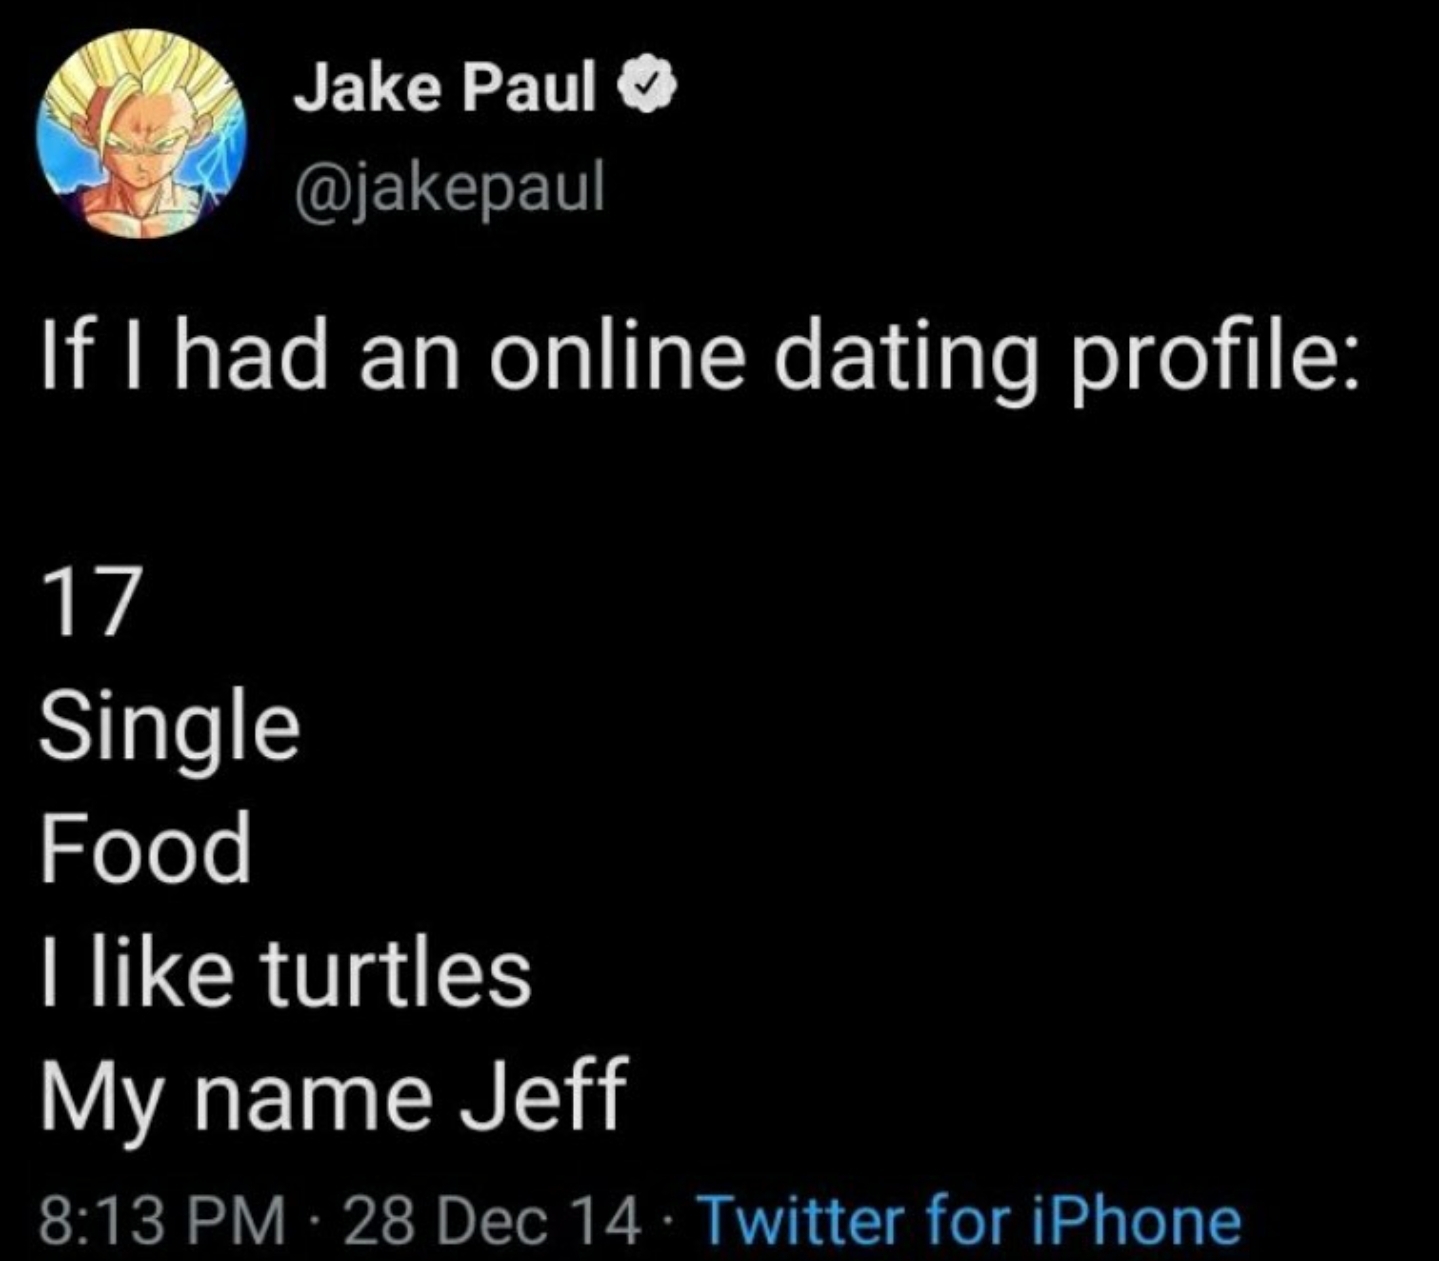 Jake Paul
@jakepaul
If I had an online dating profile:
17
Single
Food
I like turtles
My name Jeff
8:13 PM · 28 Dec 14 · Twitter for iPhone